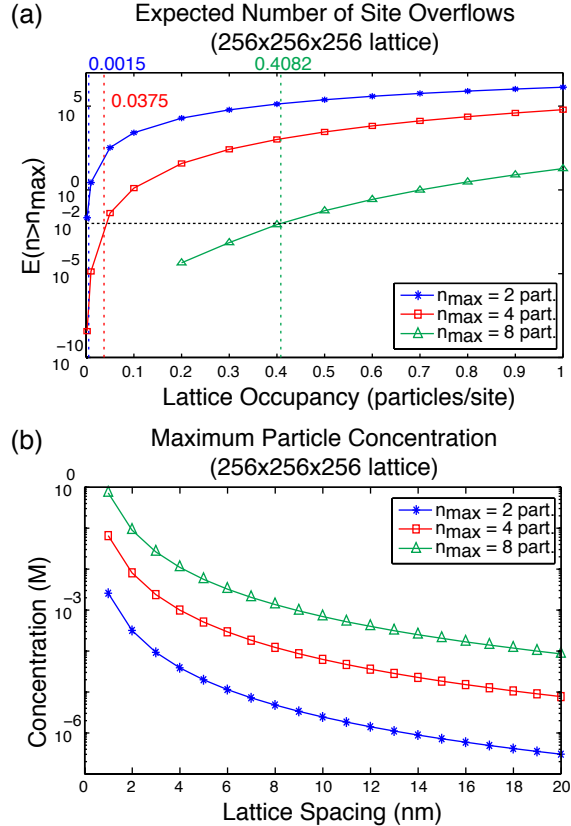 (a)
Expected Number of Site Overflows
(256x256x256 lattice)
0.0015
0.4082
0.0375
E(n>nmax)
10 5
10 0
10 −2
10 −5
10 −10
0 0.1 0.2 0.3 0.4 0.5 0.6 0.7 0.8 0.9 1
Lattice Occupancy (particles/site)
nmax = 2 part.
nmax = 4 part.
nmax = 8 part.
(b)
Maximum Particle Concentration
(256x256x256 lattice)
Concentration (M)
10 0
10 −3
10 −6
nmax = 2 part.
nmax = 4 part.
nmax = 8 part.
0 2 4 6 8 10 12 14 16 18 20
Lattice Spacing (nm)